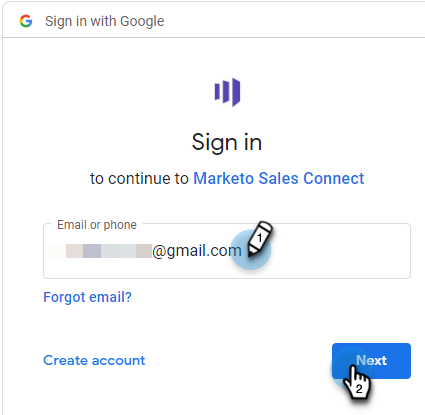 Sign in with Google
Sign in
to continue to Marketo Sales Connect
Email or phone
@gmail.com
1
Forgot email?
Create account
Next
2